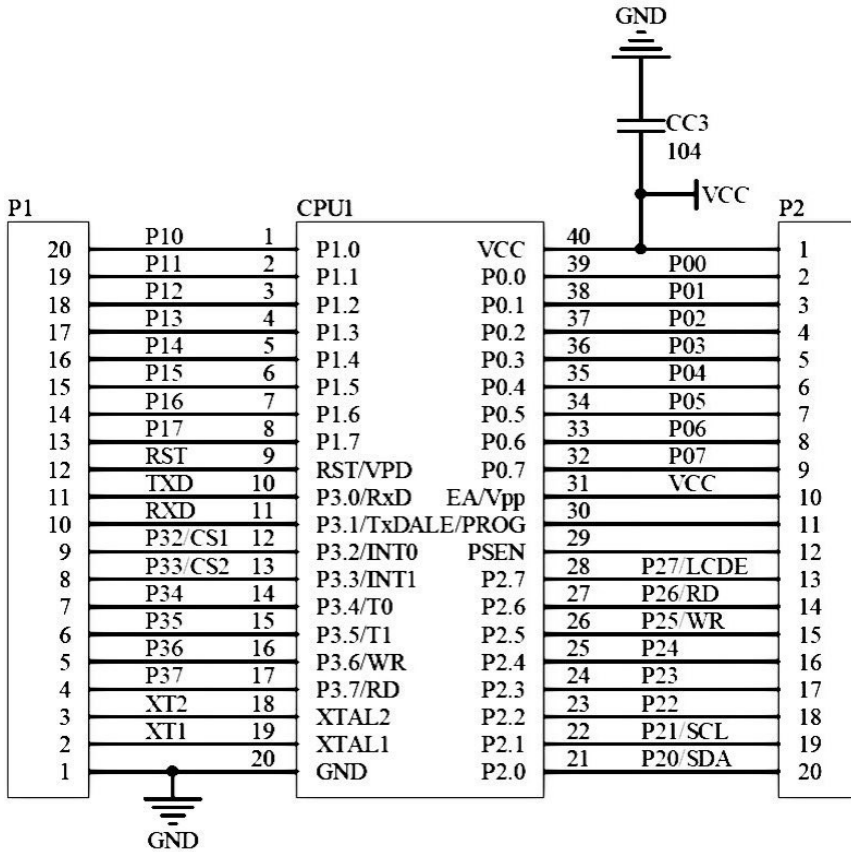 GND
CC3
104
VCC
P1 CPU1 P2
20 P10 1 P1.0 VCC 40 1
19 P11 2 P1.1 P0.0 39 P00 2
18 P12 3 P1.2 P0.1 38 P01 3
17 P13 4 P1.3 P0.2 37 P02 4
16 P14 5 P1.4 P0.3 36 P03 5
15 P15 6 P1.5 P0.4 35 P04 6
14 P16 7 P1.6 P0.5 34 P05 7
13 P17 8 P1.7 P0.6 33 P06 8
12 RST 9 RST/VPD P0.7 32 P07 9
11 TXD 10 P3.0/RxD EA/Vpp 31 VCC 10
10 RXD 11 P3.1/TxDALE/PROG 30 11
9 P32/CS1 12 P3.2/INT0 PSEN 29 12
8 P33/CS2 13 P3.3/INT1 P2.7 28 P27/LCDE 13
7 P34 14 P3.4/T0 P2.6 27 P26/RD 14
6 P35 15 P3.5/T1 P2.5 26 P25/WR 15
5 P36 16 P3.6/WR P2.4 25 P24 16
4 P37 17 P3.7/RD P2.3 24 P23 17
3 XT2 18 XTAL2 P2.2 23 P22 18
2 XT1 19 XTAL1 P2.1 22 P21/SCL 19
1 20 GND P2.0 21 P20/SDA 20
GND